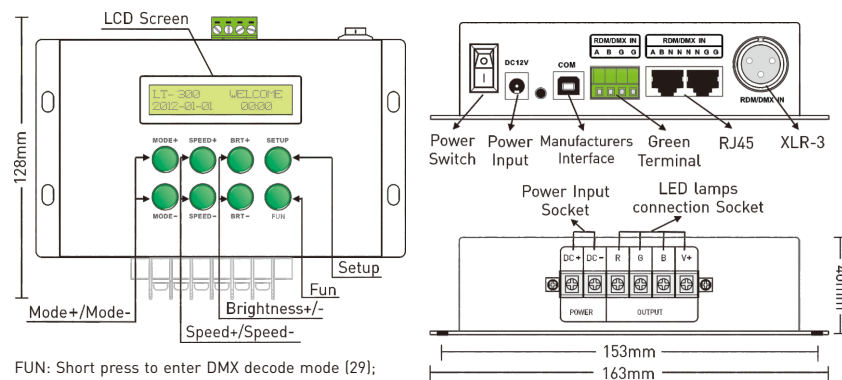 LCD Screen
LT-300 WELCOME
2012-01-01 00:00
MODE+ SPEED+ BRT+ SETUP
MODE- SPEED- BRT- FUN
128mm
Setup
Fun
Mode+/Mode-
Brightness+/-
Speed+/Speed-
FUN: Short press to enter DMX decode mode (29);
RDM/DMX IN
A B G G
RDM/DMX IN
A B N N N N G G
DC12V
COM
RDM/DMX IN
Power Switch
Power Input
Manufacturers Interface
Green Terminal
RJ45
XLR-3
Power Input Socket
LED lamps connection Socket
DC+ DC- R G B V+
POWER OUTPUT
40mm
153mm
163mm